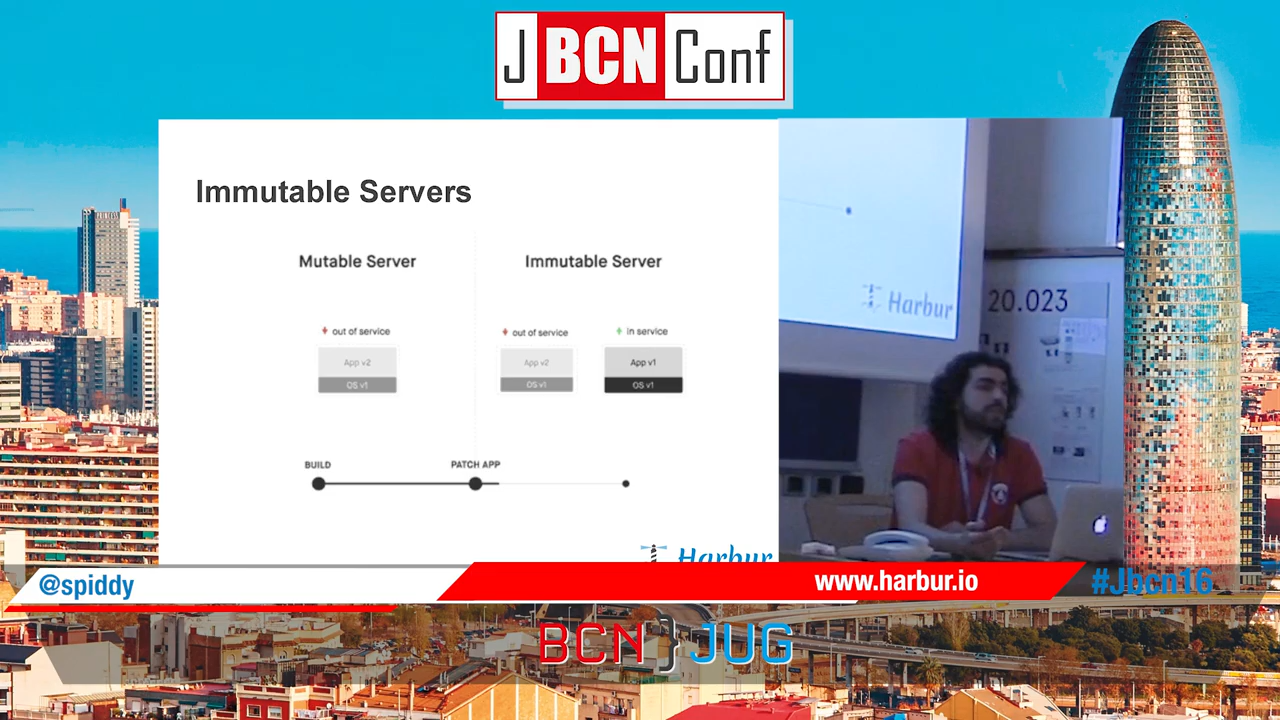 J BCN Conf
Immutable Servers
Mutable Server
Immutable Server
out of service
out of service
in service
App v2
App v2
App v1
OS v1
OS v1
OS v1
BUILD
PATCH APP
Harbur
Harbur
20.023
@spiddy
www.harbur.io
#Jbcn16
BCN JUG